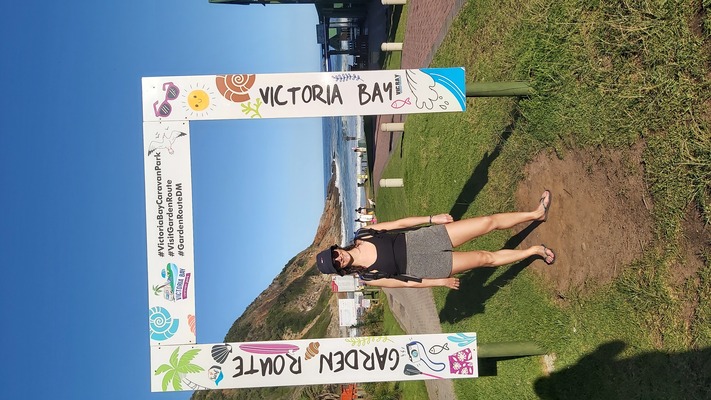 #VictoriaBayCaravanPark
#VisitGardenRoute
#GardenRouteDM
VICTORIA BAY
GARDEN ROUTE
VICTORIA BAY
VIC BAY